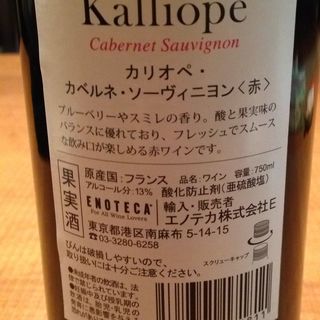 Kalliope
Cabernet Sauvignon
カリオペ・
カベルネ・ソーヴィニヨン〈赤〉
ブルーベリーやスミレの香り。酸と果実味の
バランスに優れており、フレッシュでスムース
な飲み口が楽しめる赤ワインです。
果実酒
原産国：フランス 品名：ワイン 容量：750ml
アルコール分：13% 酸化防止剤（亜硫酸塩）
ENOTECA 輸入・販売者
For All Wine Lovers エノテカ株式会社E
東京都港区南麻布 5-14-15
☎03-3280-6258
びんは破損しやすいので、
取り扱いには十分ご注意ください。
スクリューキャップ